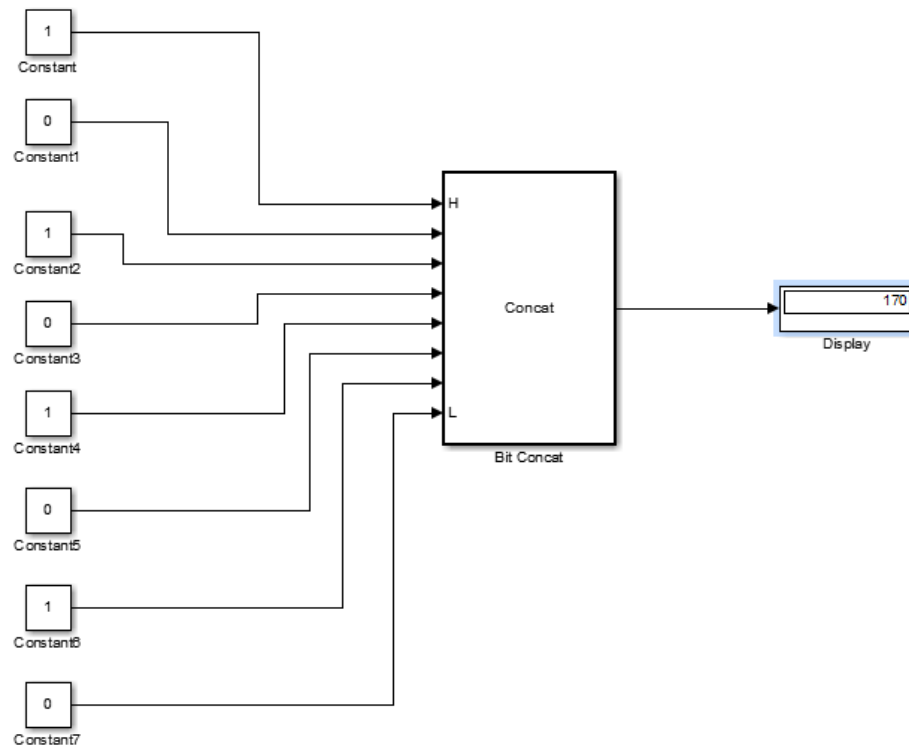 1
Constant
0
Constant1
1
Constant2
0
Constant3
1
Constant4
0
Constant5
1
Constant6
0
Constant7
H
Concat
L
Bit Concat
170
Display